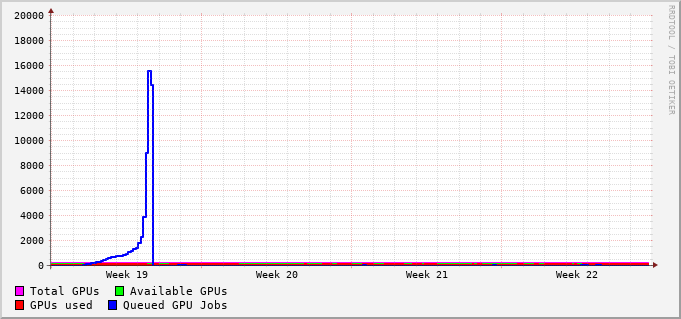 20000
18000
16000
14000
12000
10000
8000
6000
4000
2000
0
Week 19 Week 20 Week 21 Week 22
Total GPUs Available GPUs
GPUs used Queued GPU Jobs
RRDTOOL / TOBI OETIKER